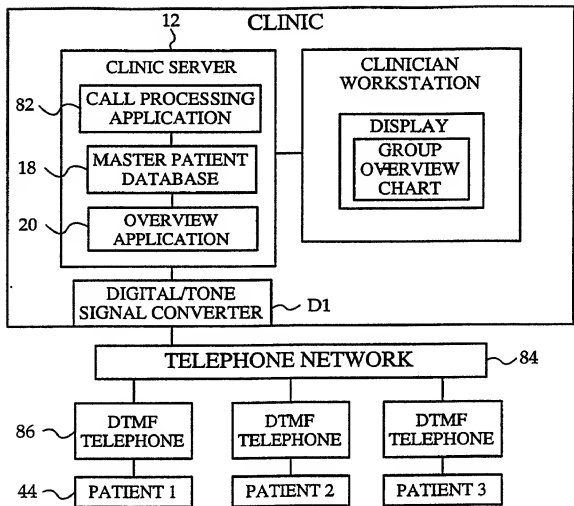 CLINIC
12
CLINIC SERVER
82
CALL PROCESSING
APPLICATION
18
MASTER PATIENT
DATABASE
20
OVERVIEW
APPLICATION
CLINICIAN
WORKSTATION
DISPLAY
GROUP
OVERVIEW
CHART
DIGITAL/TONE
SIGNAL CONVERTER
D1
TELEPHONE NETWORK
84
86
DTMF
TELEPHONE
DTMF
TELEPHONE
DTMF
TELEPHONE
44
PATIENT 1
PATIENT 2
PATIENT 3